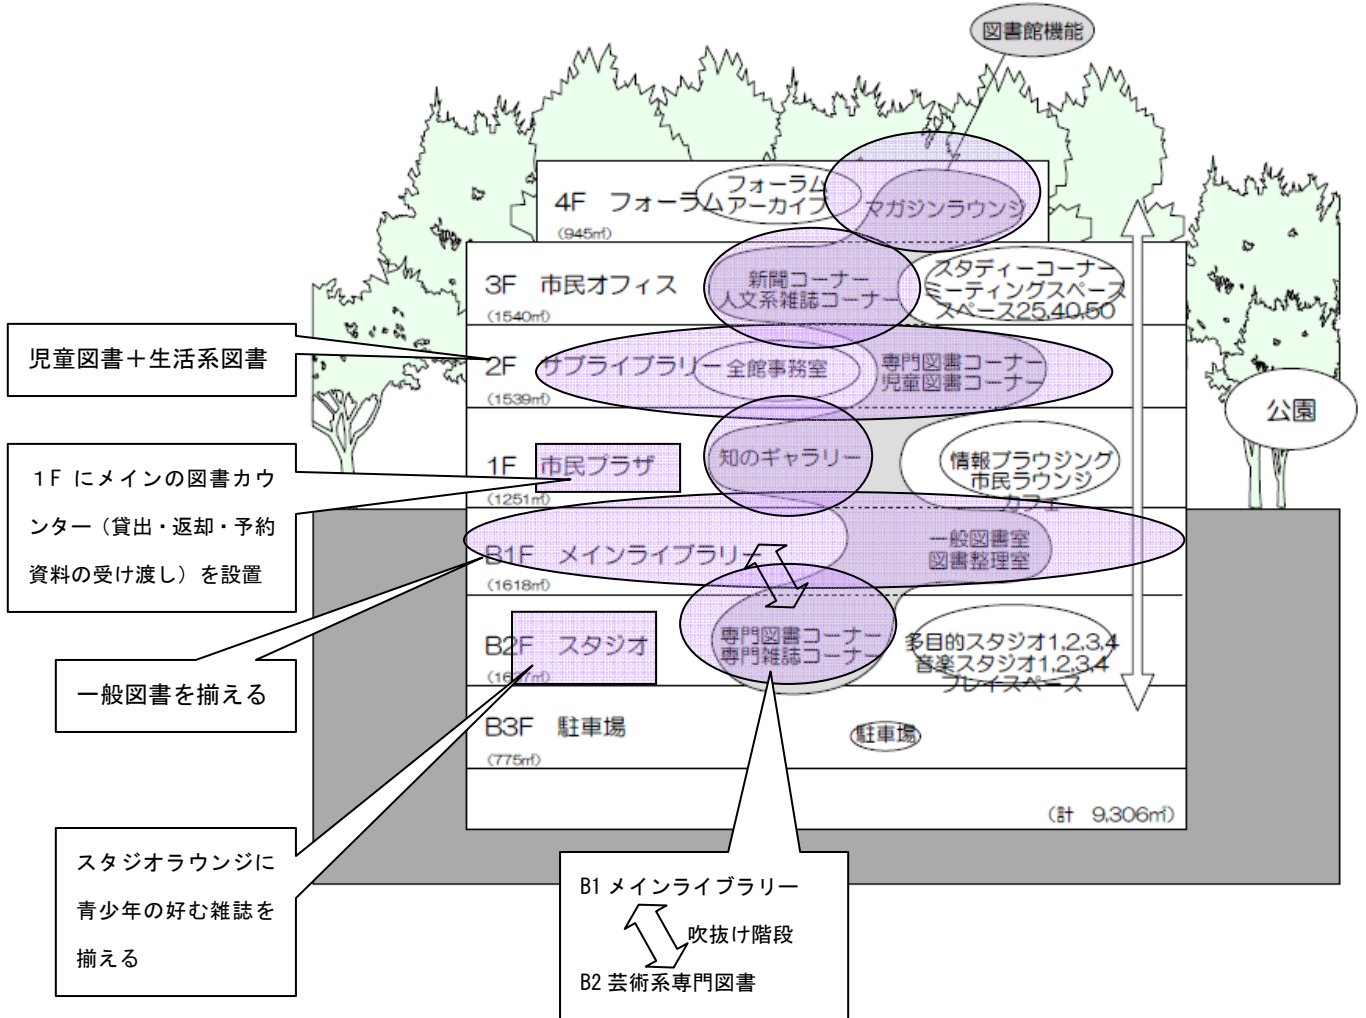 図書館機能
4F フォーラム
(945㎡)
フォーラム
アーカイブ
マガジンラウンジ
3F 市民オフィス
(1540㎡)
新聞コーナー
人文系雑誌コーナー
スタディーコーナー
ミーティングスペース
スペース25,40,50
児童図書+生活系図書
2F サブライブラリー
(1539㎡)
全館事務室
専門図書コーナー
児童図書コーナー
公園
1F にメインの図書カウ
ンター(貸出・返却・予約
資料の受け渡し)を設置
1F 市民プラザ
(1251㎡)
知のギャラリー
情報ブラウジング
市民ラウンジ
カフェ
B1F メインライブラリー
(1618㎡)
一般図書室
図書整理室
一般図書を揃える
B2F スタジオ
専門図書コーナー
専門雑誌コーナー
多目的スタジオ1,2,3,4
音楽スタジオ1,2,3,4
プレイスペース
B3F 駐車場
(775㎡)
駐車場
(計 9,306㎡)
スタジオラウンジに
青少年の好む雑誌を
揃える
B1 メインライブラリー
吹抜け階段
B2 芸術系専門図書